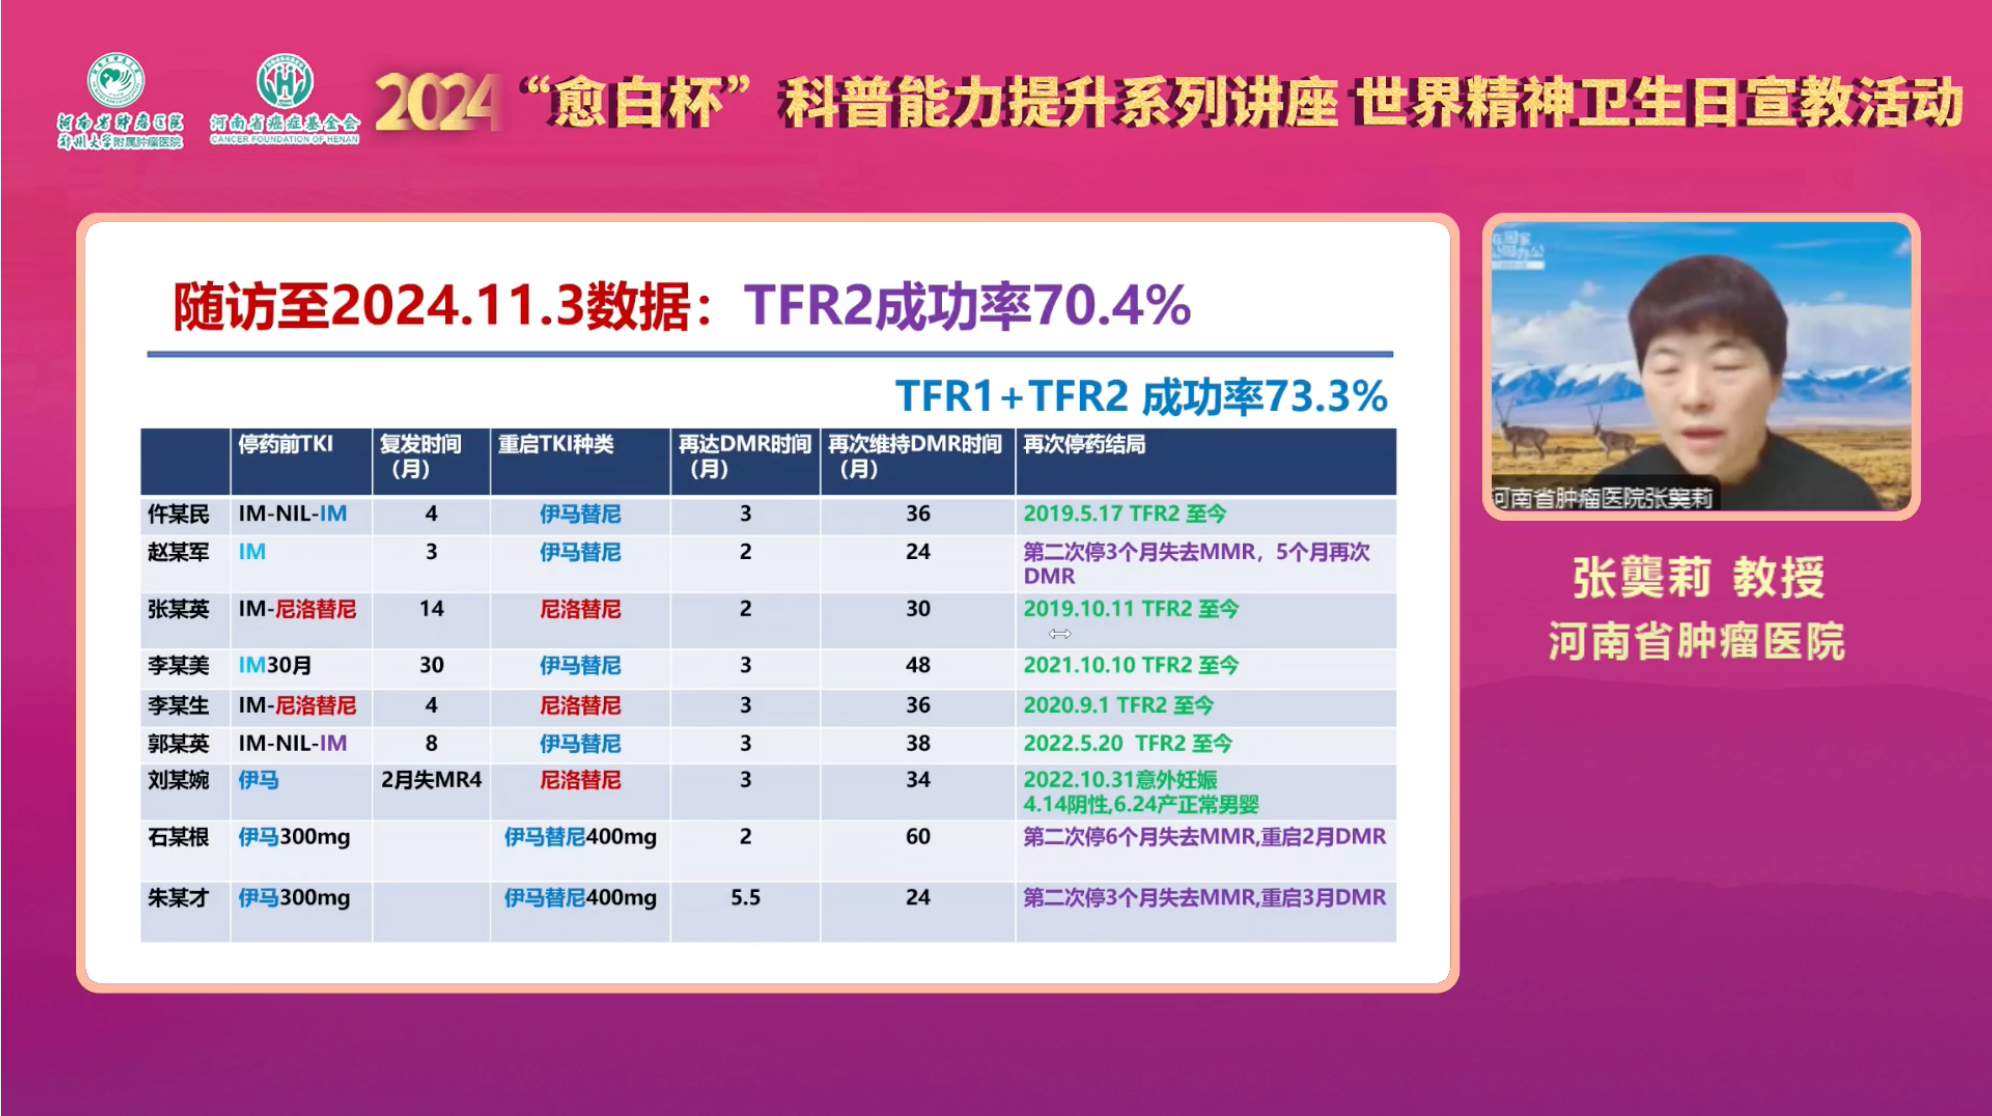 河南省肿瘤医院
郑州大学附属肿瘤医院
河南省癌症基金会
CANCER FOUNDATION OF HENAN
2024“愈白杯”科普能力提升系列讲座 世界精神卫生日宣教活动
随访至2024.11.3数据：TFR2成功率70.4%
TFR1+TFR2 成功率73.3%
停药前TKI 复发时间（月） 重启TKI种类 再达DMR时间（月） 再次维持DMR时间（月） 再次停药结局
仵某民 IM-NIL-IM 4 伊马替尼 3 36 2019.5.17 TFR2 至今
赵某军 IM 3 伊马替尼 2 24 第二次停3个月失去MMR，5个月再次DMR
张某英 IM-尼洛替尼 14 尼洛替尼 2 30 2019.10.11 TFR2 至今
李某美 IM30月 30 伊马替尼 3 48 2021.10.10 TFR2 至今
李某生 IM-尼洛替尼 4 尼洛替尼 3 36 2020.9.1 TFR2 至今
郭某英 IM-NIL-IM 8 伊马替尼 3 38 2022.5.20 TFR2 至今
刘某婉 伊马 2月失MR4 尼洛替尼 3 34 2022.10.31意外妊娠
4.14阴性,6.24产正常男婴
石某根 伊马300mg 伊马替尼400mg 2 60 第二次停6个月失去MMR,重启2月DMR
朱某才 伊马300mg 伊马替尼400mg 5.5 24 第二次停3个月失去MMR,重启3月DMR
河南省肿瘤医院张龑莉
张龑莉 教授
河南省肿瘤医院